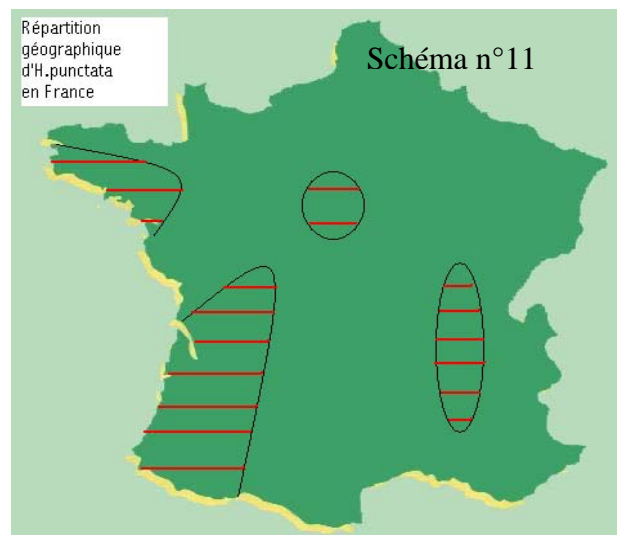 Répartition
géographique
d'H.punctata
en France
Schéma n°11